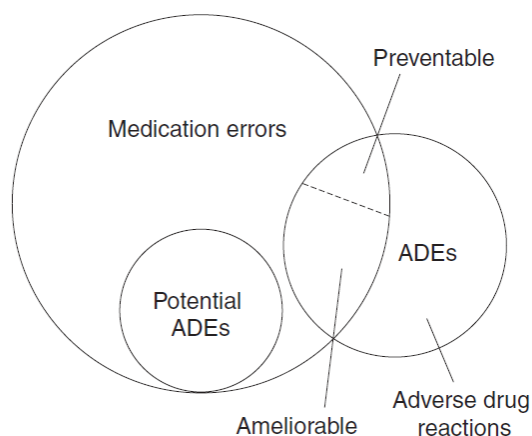 Preventable
Medication errors
ADEs
Potential
ADEs
Adverse drug
reactions
Ameliorable